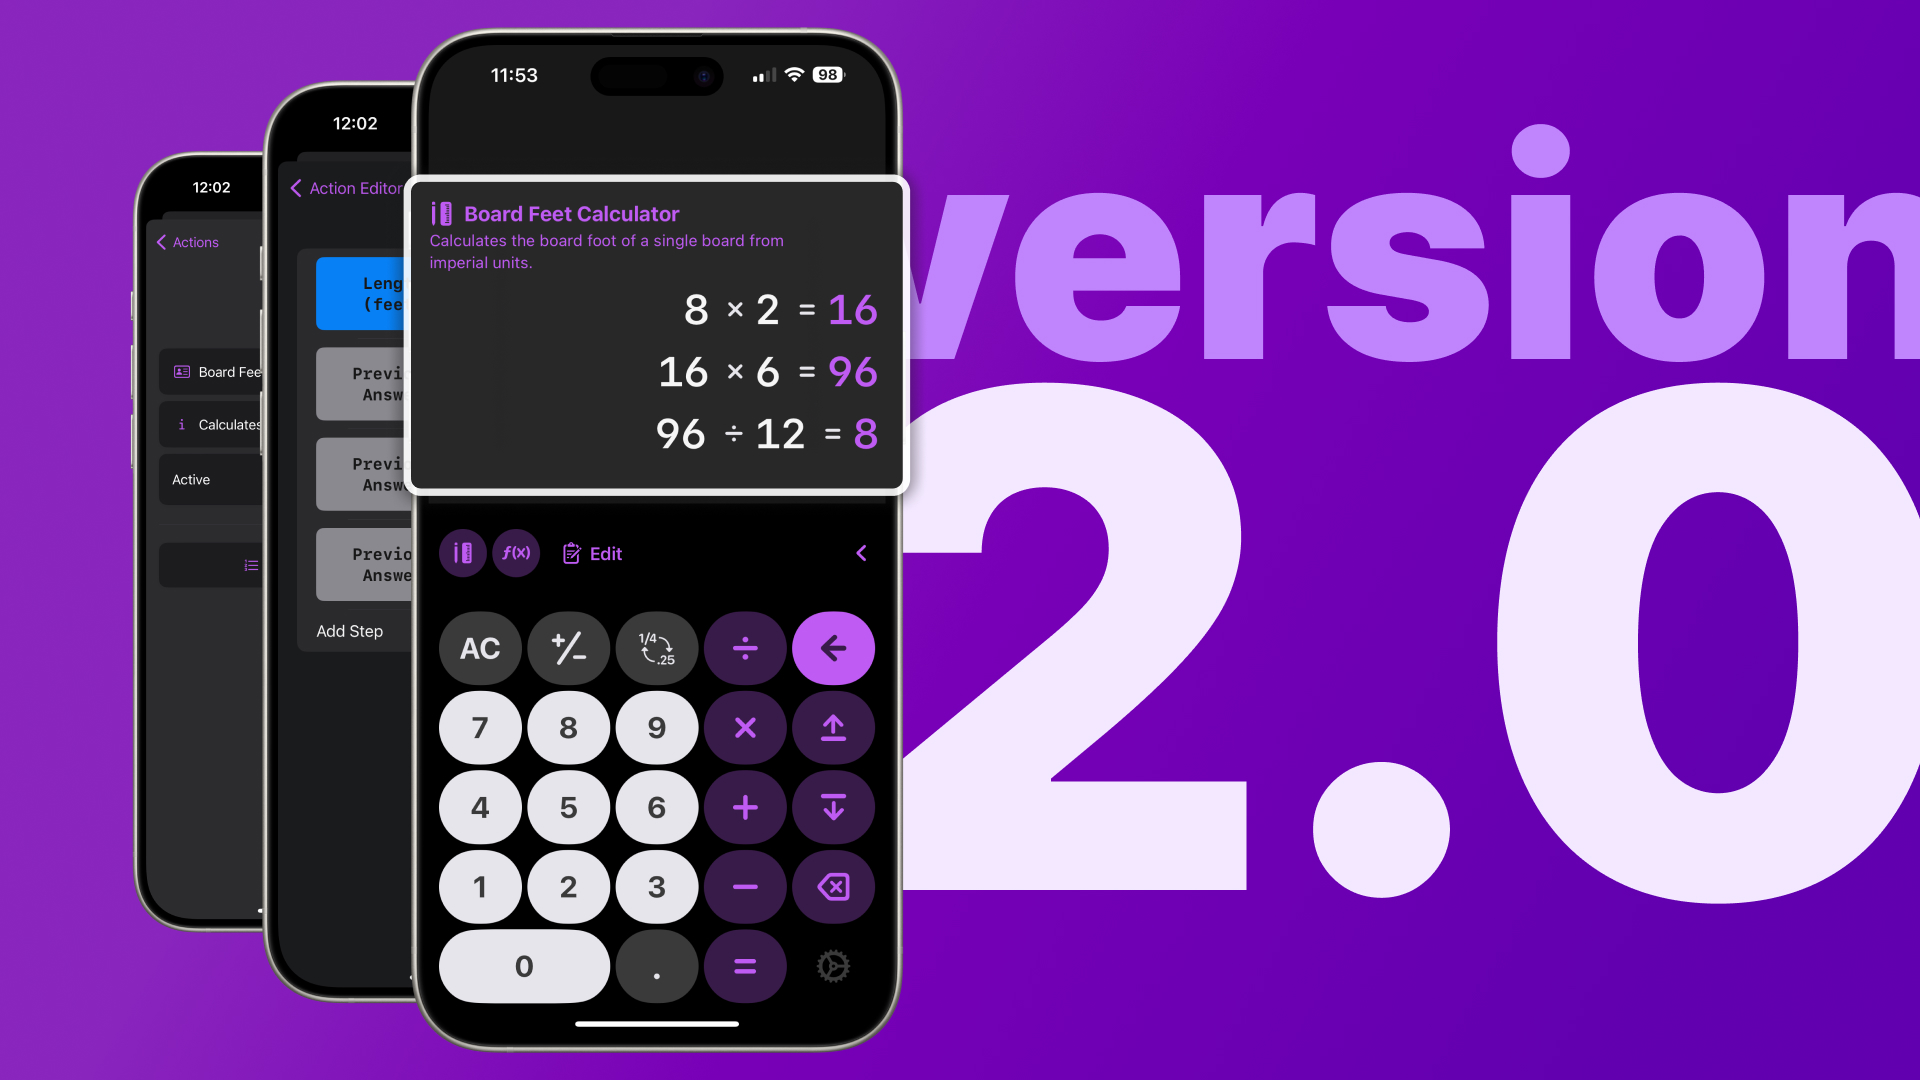 12:02
Actions
Board Fee
Calculates
Active
12:02
Action Editor
Leng
(fee
Previ
Answ
Previ
Answ
Previo
Answe
Add Step
11:53
98
Board Feet Calculator
Calculates the board foot of a single board from
imperial units.
8 × 2 = 16
16 × 6 = 96
96 ÷ 12 = 8
f(x) Edit
AC +/− 1/4 .25 ÷
7 8 9 ×
4 5 6 +
1 2 3 −
0 . =
version
2.0